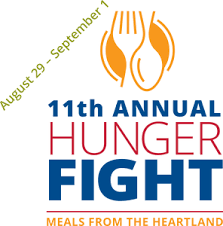 August 29 - September 1
11th ANNUAL
HUNGER
FIGHT
MEALS FROM THE HEARTLAND